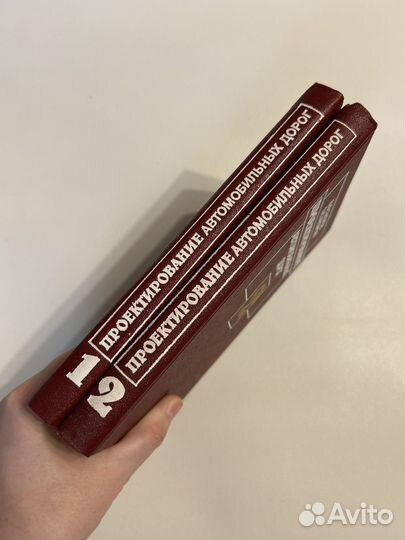 1 ПРОЕКТИРОВАНИЕ АВТОМОБИЛЬНЫХ ДОРОГ
2 ПРОЕКТИРОВАНИЕ АВТОМОБИЛЬНЫХ ДОРОГ
Avito